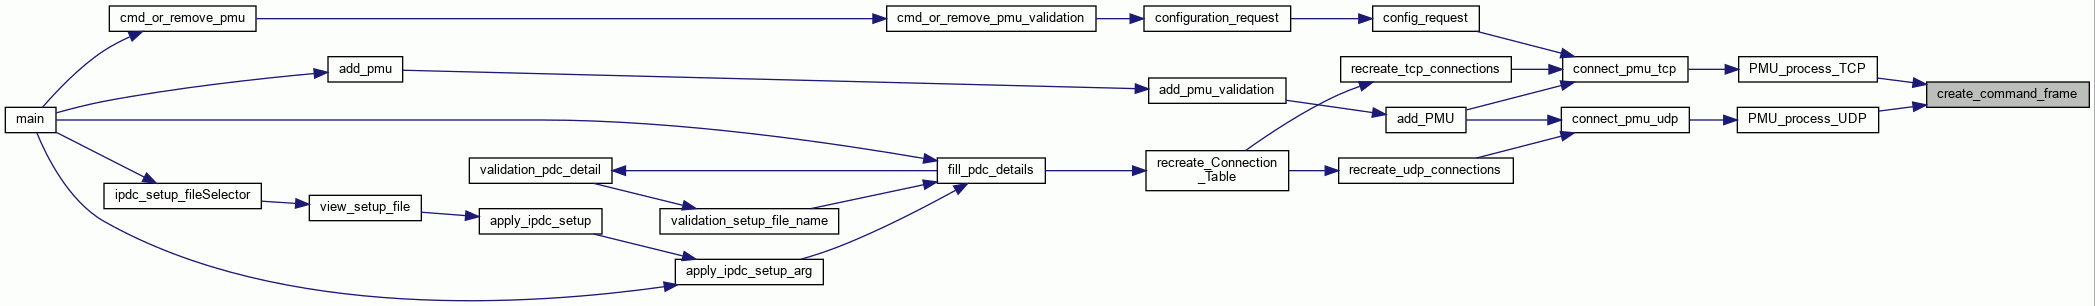 cmd_or_remove_pmu
cmd_or_remove_pmu_validation
configuration_request
config_request
add_pmu
recreate_tcp_connections
connect_pmu_tcp
PMU_process_TCP
add_pmu_validation
create_command_frame
main
add_PMU
connect_pmu_udp
PMU_process_UDP
validation_pdc_detail
fill_pdc_details
recreate_Connection
_Table
recreate_udp_connections
ipdc_setup_fileSelector
view_setup_file
apply_ipdc_setup
validation_setup_file_name
apply_ipdc_setup_arg